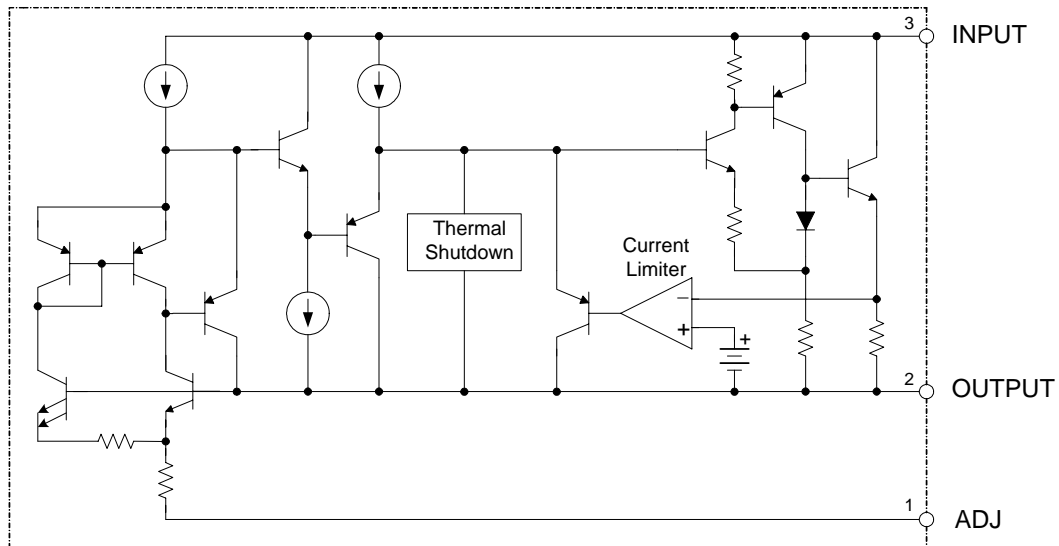 3
INPUT
Thermal
Shutdown
Current
Limiter
−
+
+
2
OUTPUT
1
ADJ